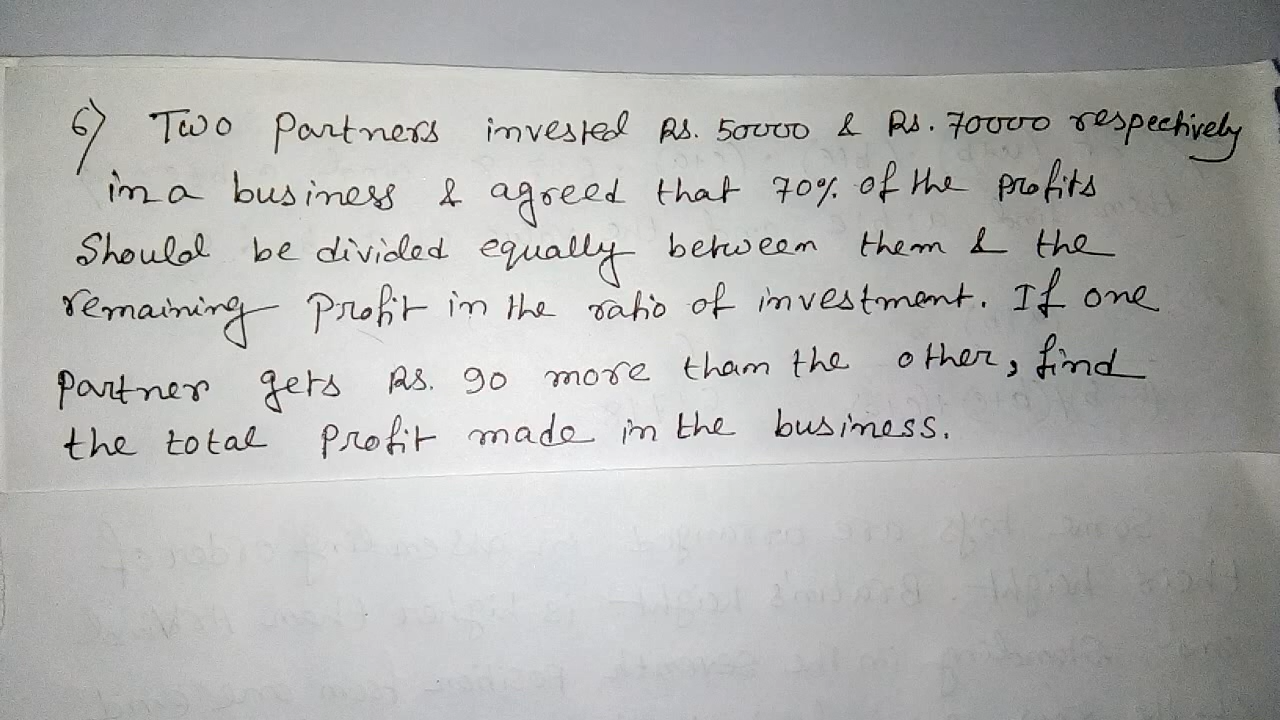 6) Two Partners invested Rs. 50000 & Rs. 70000 respectively
in a business & agreed that 70% of the profits
Should be divided equally between them & the
remaining Profit in the ratio of investment. If one
Partner gets Rs. 90 more than the other, find
the total Profit made in the business.